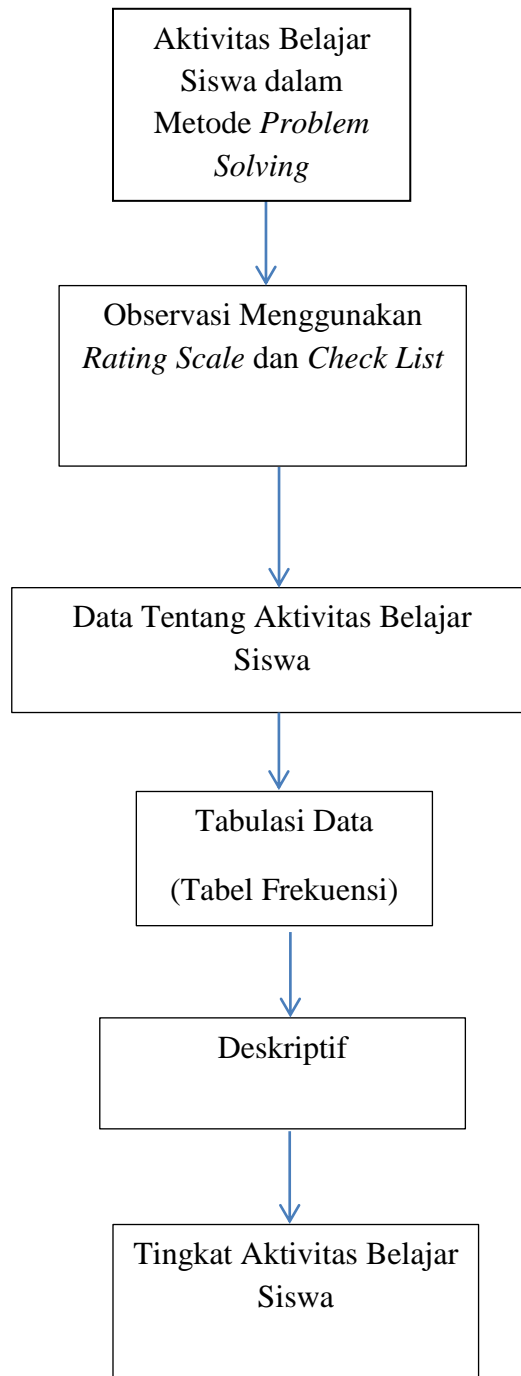 Aktivitas Belajar
Siswa dalam
Metode Problem
Solving
Observasi Menggunakan
Rating Scale dan Check List
Data Tentang Aktivitas Belajar
Siswa
Tabulasi Data
(Tabel Frekuensi)
Deskriptif
Tingkat Aktivitas Belajar
Siswa